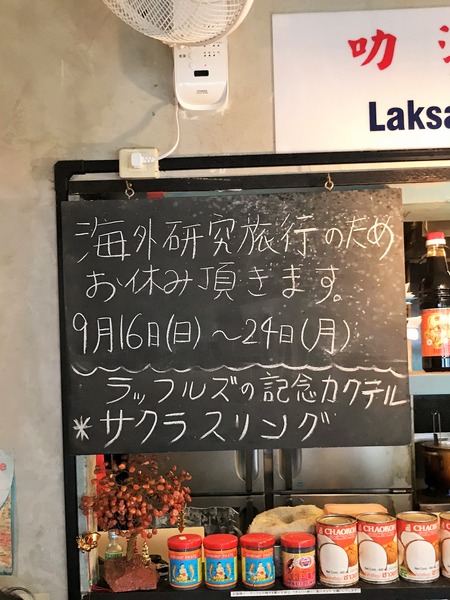 叻
Laksa
海外研究旅行のため
お休み頂きます。
9月16日(日)～24日(月)
ラッフルズの記念カクテル
*サクラスリング
CHAOKOH
CHAOKOH
CHAOKOH